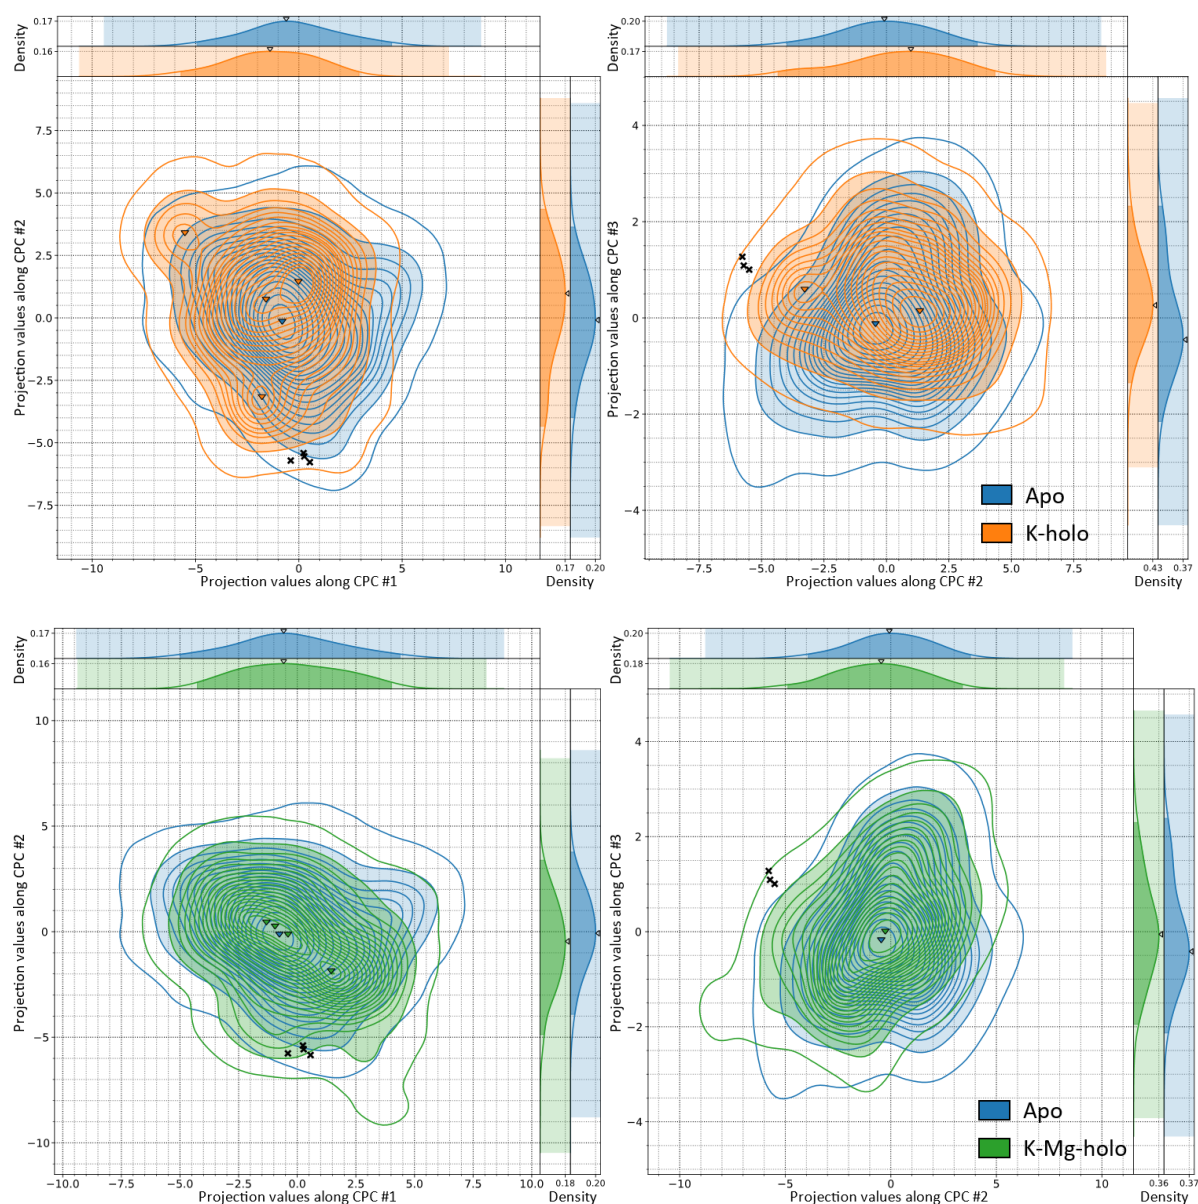 Density
0.17
0.16
Projection values along CPC #2
7.5
5.0
2.5
0.0
−2.5
−5.0
−7.5
−10 −5 0 5 10
Projection values along CPC #1
0.17 0.20
Density
Density
0.20
0.17
Projection values along CPC #3
4
2
0
−2
−4
Apo
K-holo
−7.5 −5.0 −2.5 0.0 2.5 5.0 7.5
Projection values along CPC #2
0.43 0.37
Density
Density
0.17
0.16
Projection values along CPC #2
10
5
0
−5
−10
−10.0 −7.5 −5.0 −2.5 0.0 2.5 5.0 7.5 10.0
Projection values along CPC #1
0.18 0.20
Density
Density
0.20
0.18
Projection values along CPC #3
4
2
0
−2
−4
Apo
K-Mg-holo
−10 −5 0 5 10
Projection values along CPC #2
0.36 0.37
Density